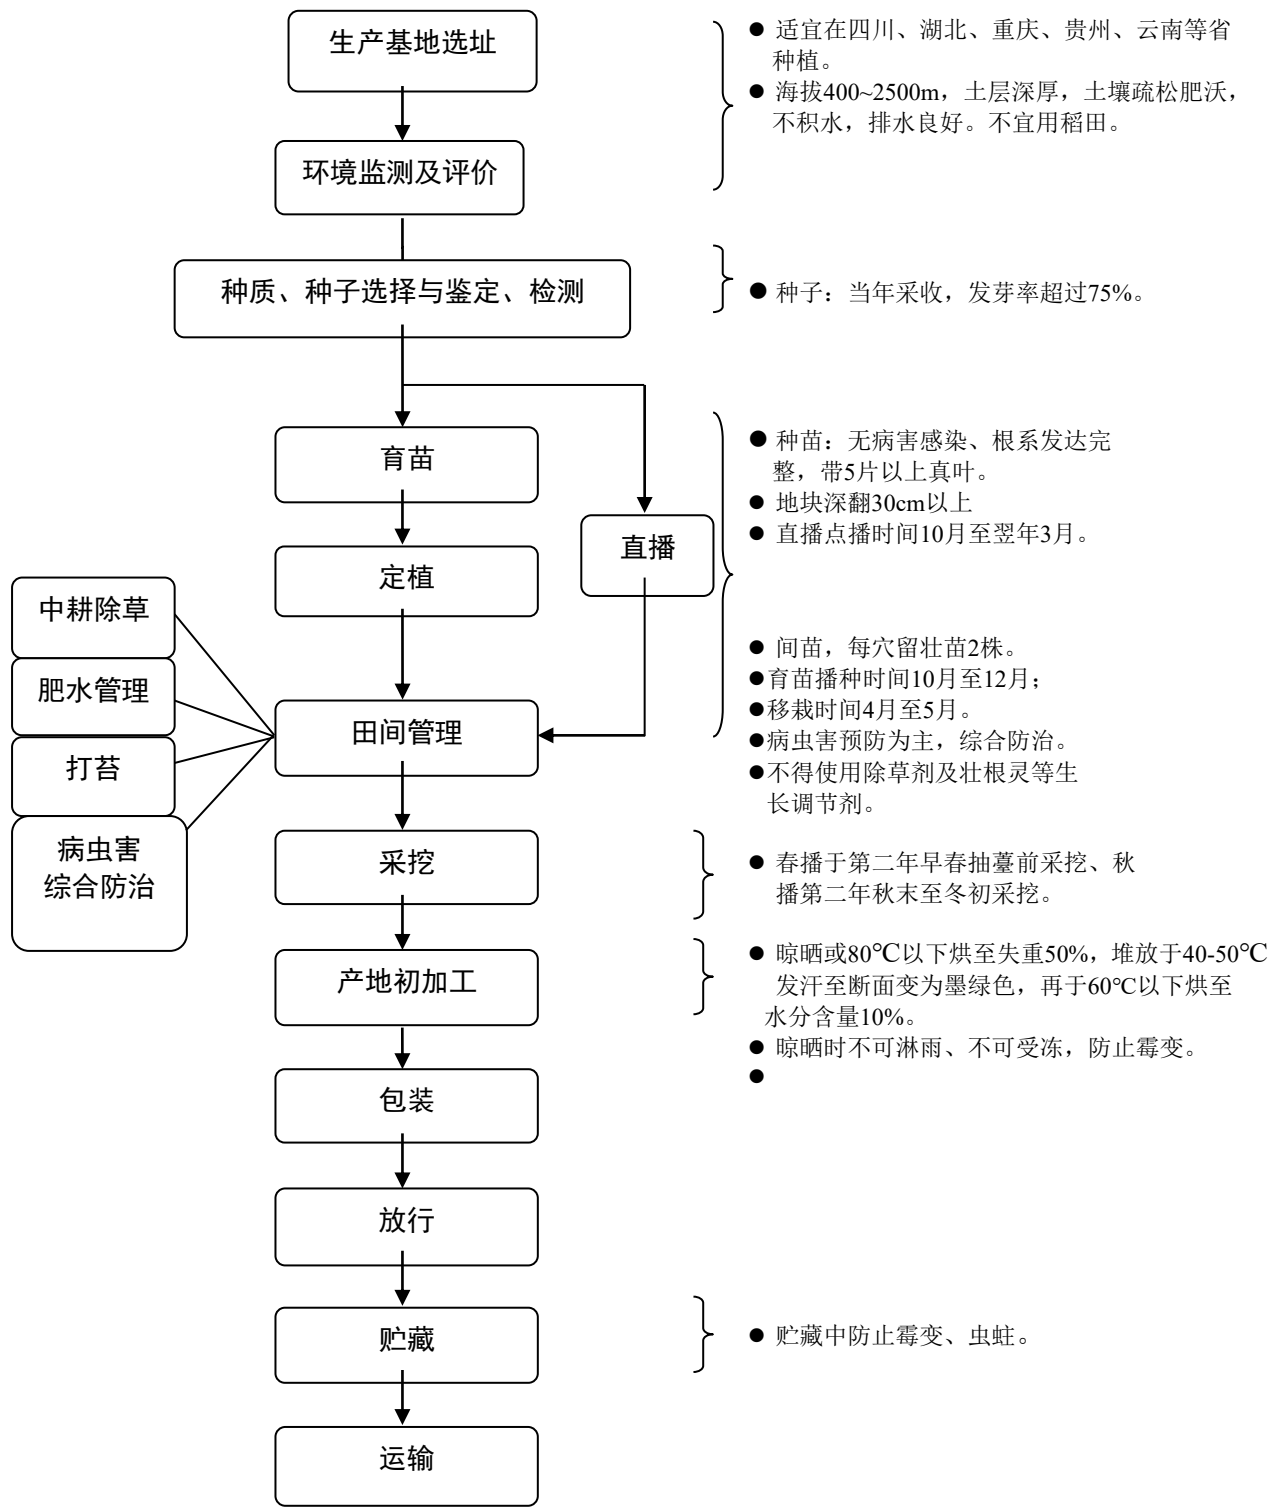 生产基地选址
● 适宜在四川、湖北、重庆、贵州、云南等省
种植。
● 海拔400~2500m，土层深厚，土壤疏松肥沃，
不积水，排水良好。不宜用稻田。
环境监测及评价
种质、种子选择与鉴定、检测
● 种子：当年采收，发芽率超过75%。
育苗
● 种苗：无病害感染、根系发达完
整，带5片以上真叶。
● 地块深翻30cm以上
● 直播点播时间10月至翌年3月。
直播
定植
中耕除草
肥水管理
打苔
病虫害
综合防治
田间管理
● 间苗，每穴留壮苗2株。
●育苗播种时间10月至12月；
●移栽时间4月至5月。
●病虫害预防为主，综合防治。
●不得使用除草剂及壮根灵等生
长调节剂。
采挖
● 春播于第二年早春抽薹前采挖、秋
播第二年秋末至冬初采挖。
产地初加工
● 晾晒或80℃以下烘至失重50%，堆放于40-50℃
发汗至断面变为墨绿色，再于60℃以下烘至
水分含量10%。
● 晾晒时不可淋雨、不可受冻，防止霉变。
●
包装
放行
贮藏
● 贮藏中防止霉变、虫蛀。
运输